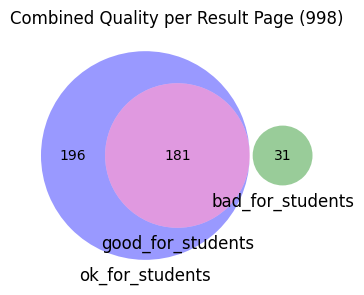 Combined Quality per Result Page (998)
196
181
31
bad_for_students
good_for_students
ok_for_students